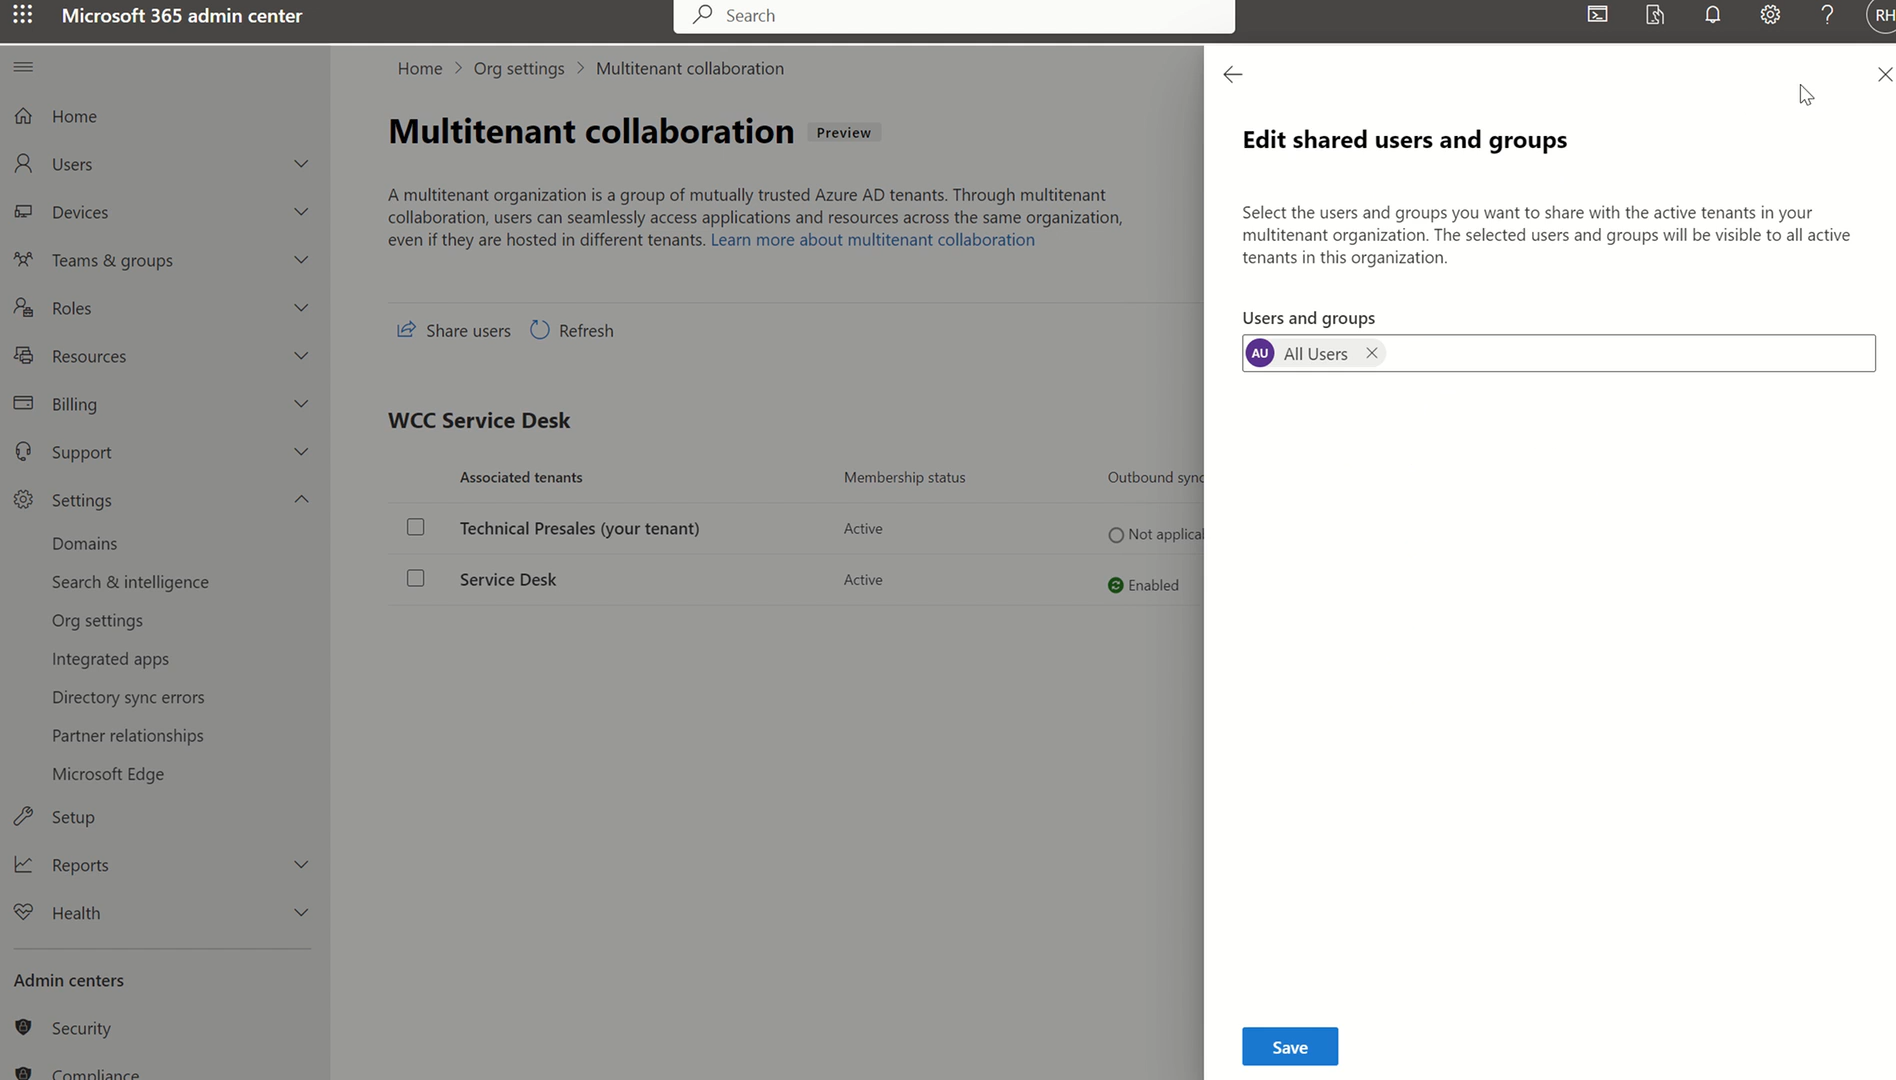 Microsoft 365 admin center
Search
RH
Home
Users
Devices
Teams & groups
Roles
Resources
Billing
Support
Settings
Domains
Search & intelligence
Org settings
Integrated apps
Directory sync errors
Partner relationships
Microsoft Edge
Setup
Reports
Health
Admin centers
Security
Compliance
Home > Org settings > Multitenant collaboration
Multitenant collaboration Preview
A multitenant organization is a group of mutually trusted Azure AD tenants. Through multitenant
collaboration, users can seamlessly access applications and resources across the same organization,
even if they are hosted in different tenants. Learn more about multitenant collaboration
Share users Refresh
WCC Service Desk
Associated tenants Membership status Outbound sync
Technical Presales (your tenant) Active Not applica
Service Desk Active Enabled
Edit shared users and groups
Select the users and groups you want to share with the active tenants in your
multitenant organization. The selected users and groups will be visible to all active
tenants in this organization.
Users and groups
AU All Users
Save